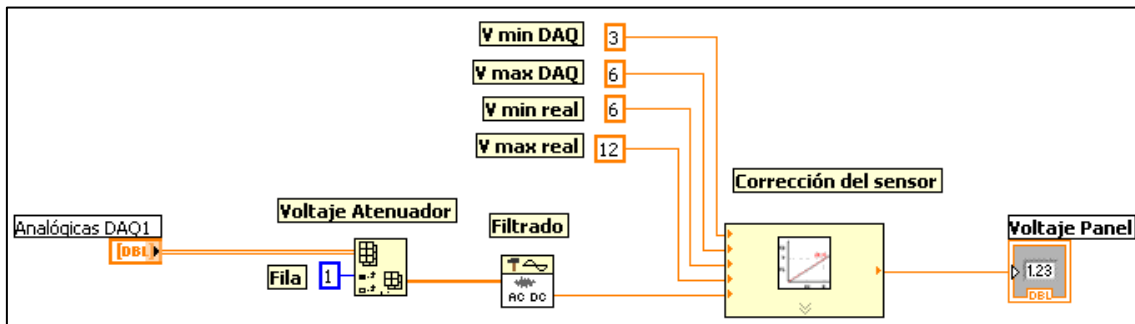 V min DAQ 3
V max DAQ 6
V min real 6
V max real 12
Corrección del sensor
Voltaje Atenuador
Filtrado
Analógicas DAQ1
Voltaje Panel
[DBL]
Fila 1
AC DC
1.23
DBL